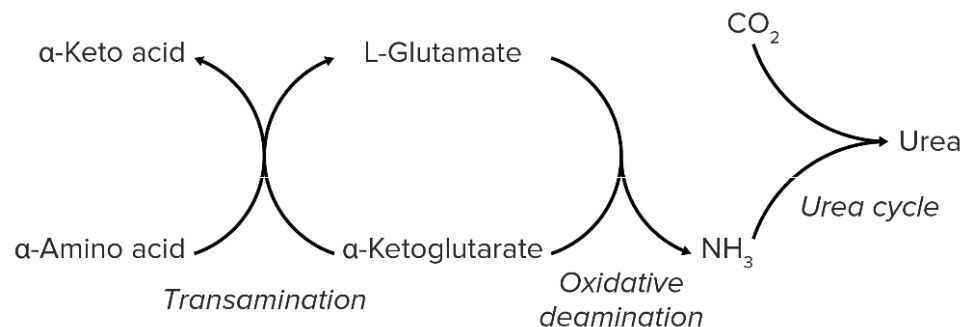 CO₂
α-Keto acid
L-Glutamate
Urea
Urea cycle
α-Amino acid
α-Ketoglutarate
NH₃
Transamination
Oxidative
deamination